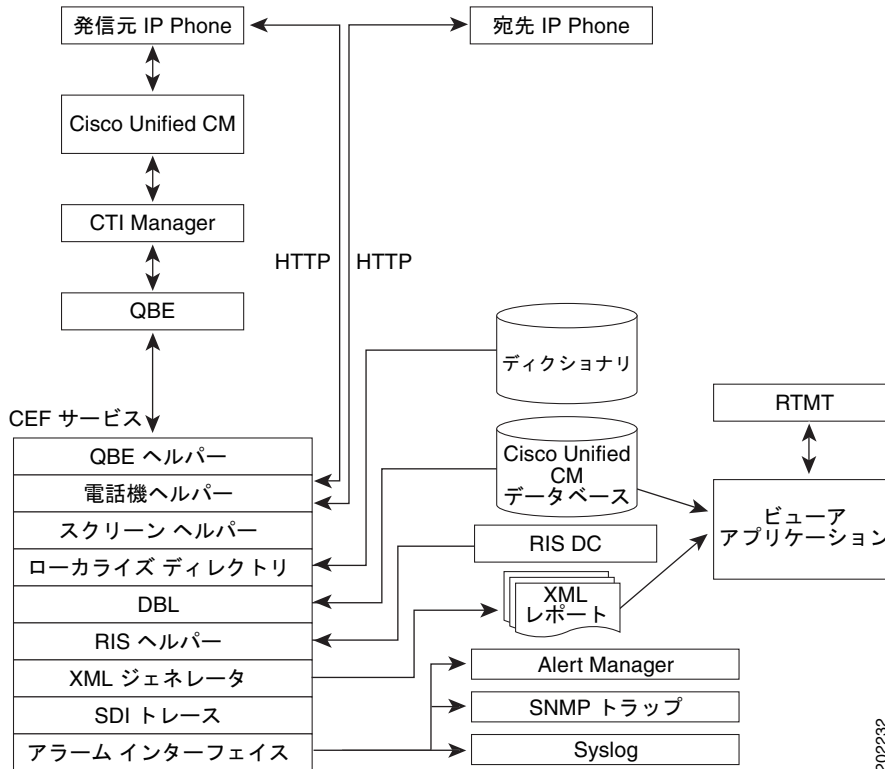 発信元 IP Phone
宛先 IP Phone
Cisco Unified CM
CTI Manager
HTTP
HTTP
QBE
ディクショナリ
CEF サービス
RTMT
QBE ヘルパー
電話機ヘルパー
スクリーン ヘルパー
ローカライズ ディレクトリ
DBL
RIS ヘルパー
XML ジェネレータ
SDI トレース
アラーム インターフェイス
Cisco Unified
CM
データベース
ビューア
アプリケーション
RIS DC
XML
レポート
Alert Manager
SNMP トラップ
Syslog
202232